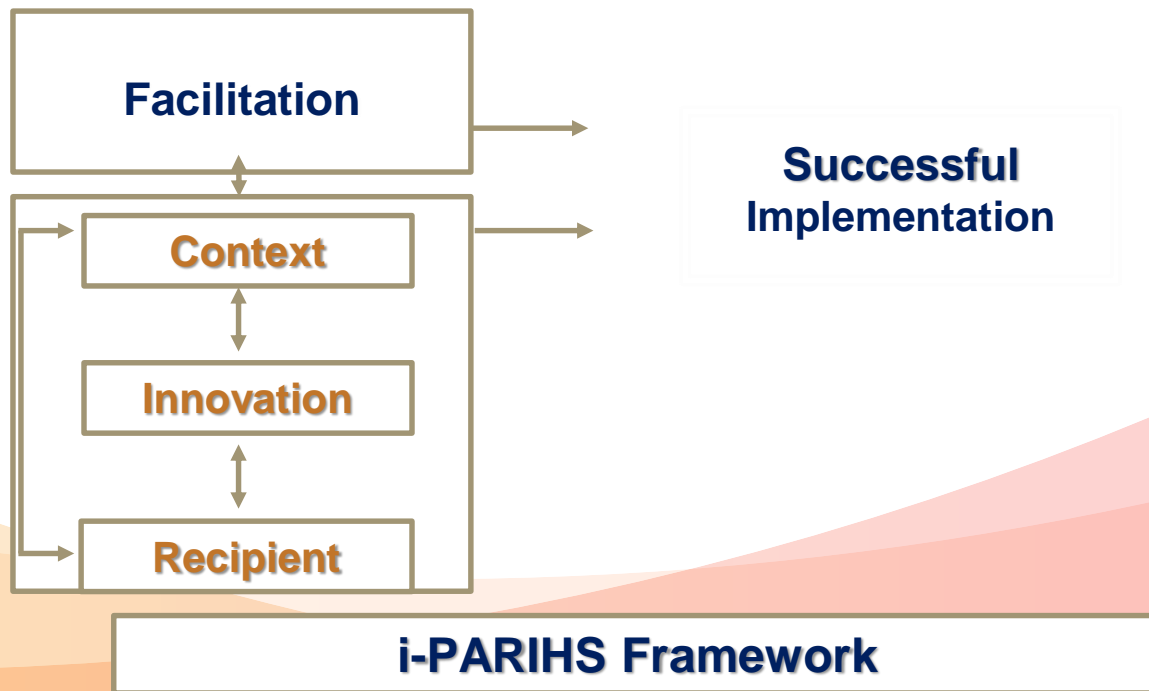 Facilitation
Successful
Implementation
Context
Innovation
Recipient
i-PARIHS Framework